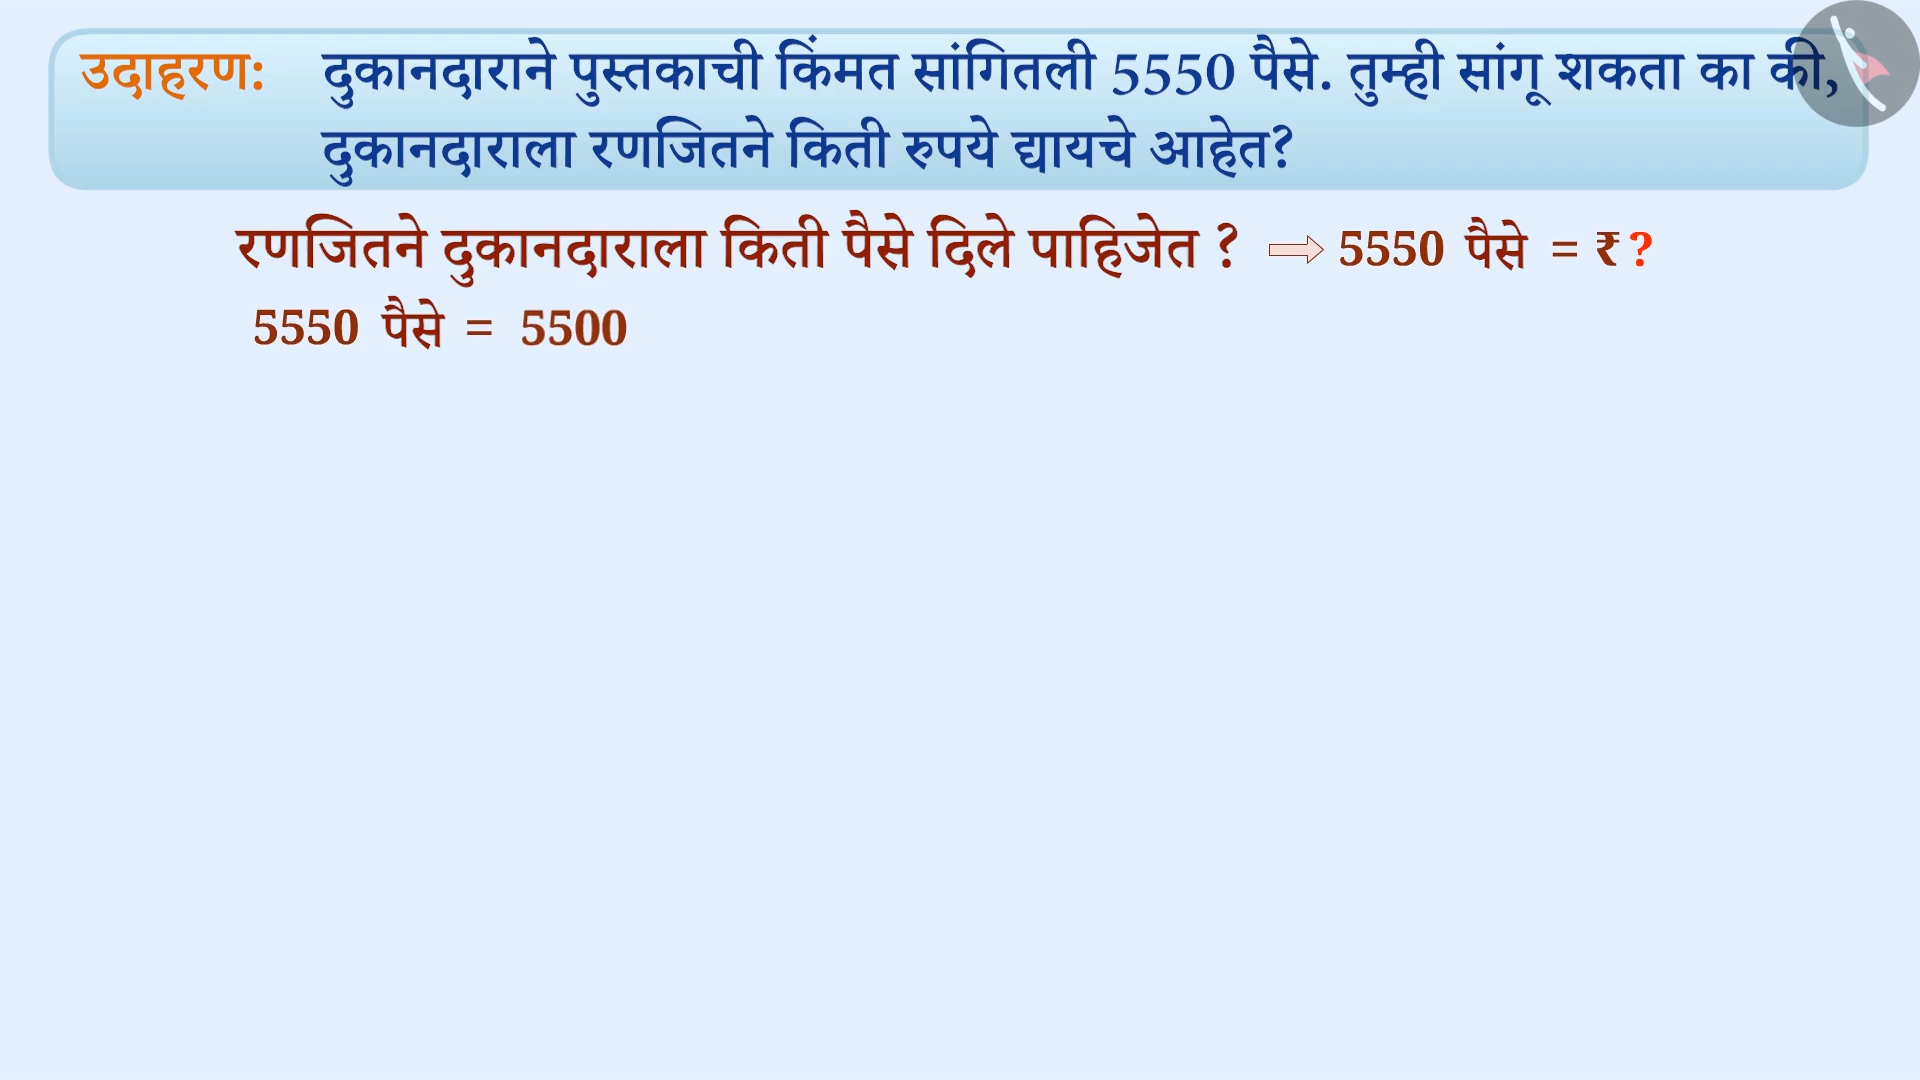 उदाहरण: दुकानदाराने पुस्तकाची किंमत सांगितली 5550 पैसे. तुम्ही सांगू शकता का की,
दुकानदाराला रणजितने किती रुपये द्यायचे आहेत?
रणजितने दुकानदाराला किती पैसे दिले पाहिजेत ? ⇨ 5550 पैसे = ₹ ?
5550 पैसे = 5500